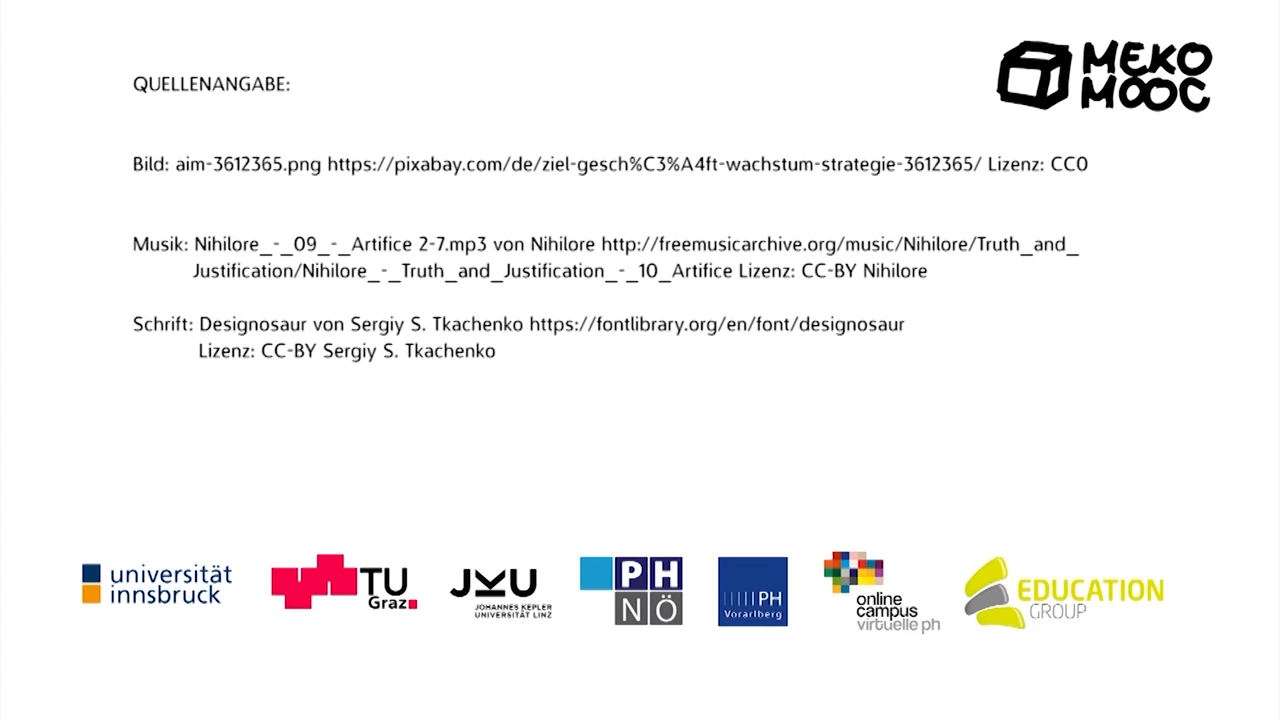 MEKO
MOOC
QUELLENANGABE:
Bild: aim-3612365.png https://pixabay.com/de/ziel-gesch%C3%A4ft-wachstum-strategie-3612365/ Lizenz: CC0
Musik: Nihilore_-_09_-_Artifice 2-7.mp3 von Nihilore http://freemusicarchive.org/music/Nihilore/Truth_and_
Justification/Nihilore_-_Truth_and_Justification_-_10_Artifice Lizenz: CC-BY Nihilore
Schrift: Designosaur von Sergiy S. Tkachenko https://fontlibrary.org/en/font/designosaur
Lizenz: CC-BY Sergiy S. Tkachenko
universität
innsbruck
TU
Graz
JKU
JOHANNES KEPLER
UNIVERSITÄT LINZ
PH
NÖ
PH
Vorarlberg
online
campus
virtuelle ph
EDUCATION
GROUP